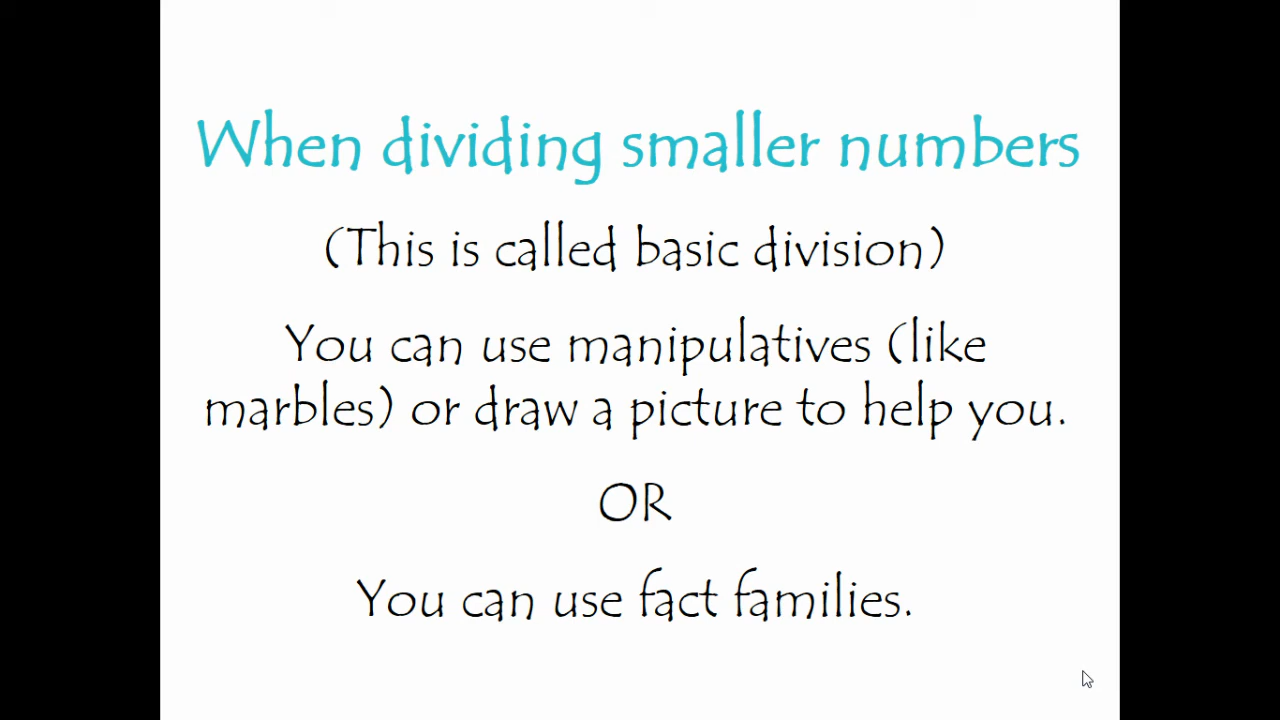 When dividing smaller numbers
(This is called basic division)
You can use manipulatives (like
marbles) or draw a picture to help you.
OR
You can use fact families.